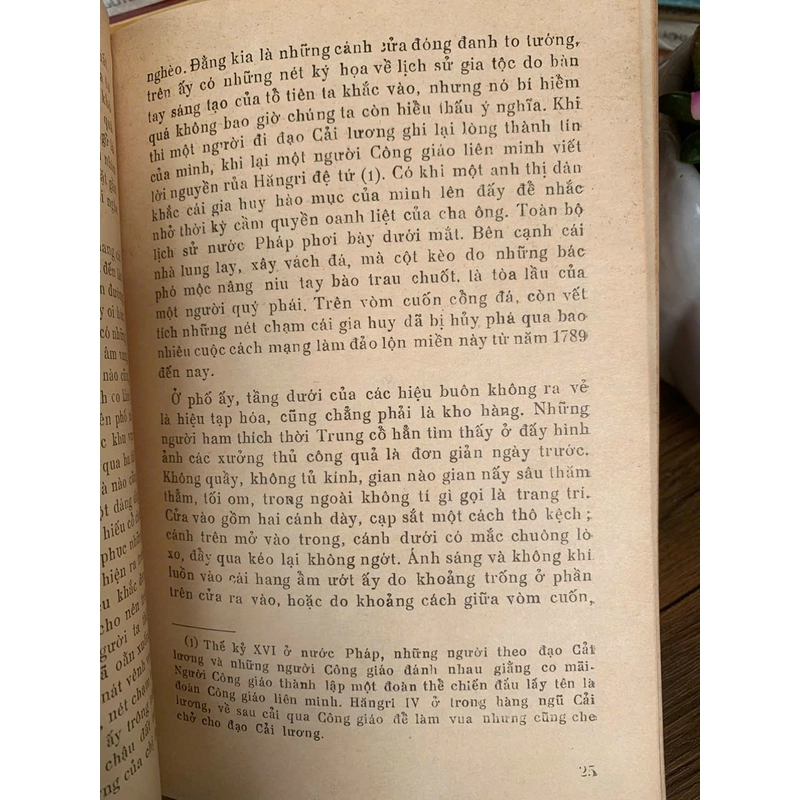 nghèo. Đằng kia là những cánh cửa đóng đanh to tướng,
trên ấy có những nét ký họa về lịch sử gia tộc do bàn
tay sáng tạo của tổ tiên ta khắc vào, nhưng nó bí hiểm
quá không bao giờ chúng ta còn hiểu thấu ý nghĩa. Khi
thì một người đi đạo Cải lương ghi lại lòng thành tín
của mình, khi lại một người Công giáo liên minh viết
lời nguyền rủa Hăngri đệ tứ (1). Có khi một anh thị dân
khắc cái gia huy hào mục của mình lên đấy để nhắc
nhở thời kỳ cầm quyền oanh liệt của cha ông. Toàn bộ
lịch sử nước Pháp phơi bày dưới mắt. Bên cạnh cái
nhà lung lay, xây vách đá, mà cột kèo do những bác
phó mộc nâng niu tay bào trau chuốt. là tòa lầu của
một người quý phái. Trên vòm cuốn cổng đá, còn vết
tích những nét chạm cái gia huy đã bị hủy phá qua bao
nhiêu cuộc cách mạng làm đảo lộn miền này từ năm 1789
đến nay.
Ở phố ấy, tầng dưới của các hiệu buôn không ra vẻ
là hiệu tạp hóa, cũng chẳng phải là kho hàng. Những
người ham thích thời Trung cổ hẳn tìm thấy ở đấy hình
ảnh các xưởng thủ công quả là đơn giản ngày trước.
Không quầy, không tủ kính, gian nào gian nấy sâu thăm
thẳm, tối om, trong ngoài không tí gì gọi là trang trí.
Cửa vào gồm hai cánh dày, cạp sắt một cách thô kệch ;
cánh trên mở vào trong, cánh dưới có mắc chuông lò
xo, đẩy qua kéo lại không ngớt. Ánh sáng và không khí
luồn vào cái hang ẩm ướt ấy do khoảng trống ở phần
trên cửa ra vào, hoặc do khoảng cách giữa vòm cuốn,
(1) Thế kỷ XVI ở nước Pháp, những người theo đạo Cải
lương và những người Công giáo đánh nhau giằng co mãi.
Người Công giáo thành lập một đoàn thể chiến đấu lấy tên là
đoàn Công giáo liên minh. Hăngri IV ở trong hàng ngũ Cải
lương, về sau cải qua Công giáo để làm vua nhưng cũng che
chở cho đạo Cải lương.
25